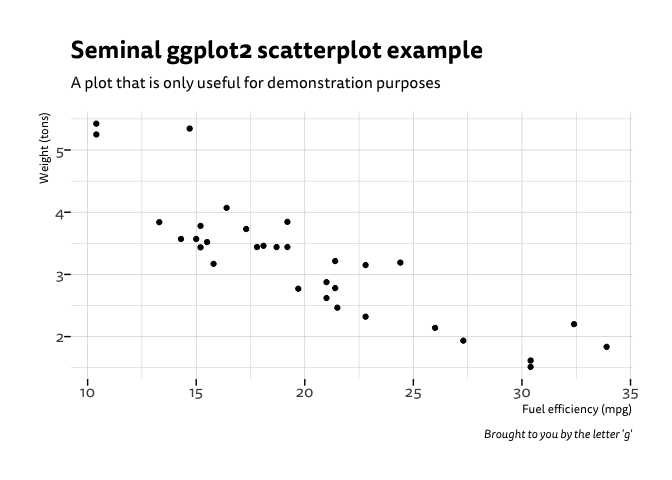 Seminal ggplot2 scatterplot example
A plot that is only useful for demonstration purposes
Weight (tons)
5
4
3
2
10 15 20 25 30 35
Fuel efficiency (mpg)
Brought to you by the letter 'g'